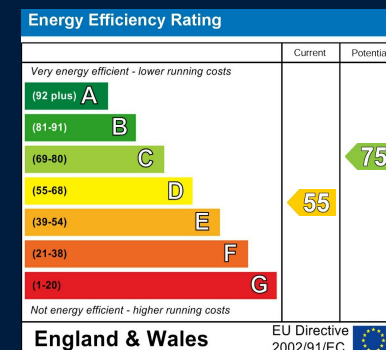 Energy Efficiency Rating
Current Potentia
Very energy efficient - lower running costs
(92 plus) A
(81-91) B
(69-80) C
75
(55-68) D
55
(39-54) E
(21-38) F
(1-20) G
Not energy efficient - higher running costs
England & Wales
EU Directive
2002/91/EC